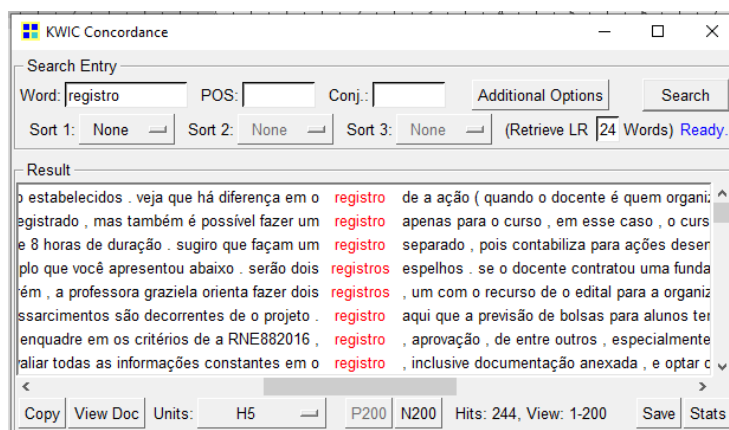 KWIC Concordance
Search Entry
Word: registro POS: Conj.: Additional Options Search
Sort 1: None Sort 2: None Sort 3: None (Retrieve LR 24 Words) Ready.
Result
estabelecidos . veja que há diferença em o registro de a ação ( quando o docente é quem organiz
egistrado , mas também é possível fazer um registro apenas para o curso , em esse caso , o curs
e 8 horas de duração . sugiro que façam um registro separado , pois contabiliza para ações desen
plo que você apresentou abaixo . serão dois registros espelhos . se o docente contratou uma funda
rém , a professora graziela orienta fazer dois registros , um com o recurso de o edital para a organiz
ssarcimentos são decorrentes de o projeto . registro aqui que a previsão de bolsas para alunos ter
enquadre em os critérios de a RNE882016 , registro , aprovação , de entre outros , especialmente
valiar todas as informações constantes em o registro , inclusive documentação anexada , e optar
Copy View Doc Units: H5 P200 N200 Hits: 244, View: 1-200 Save Stats